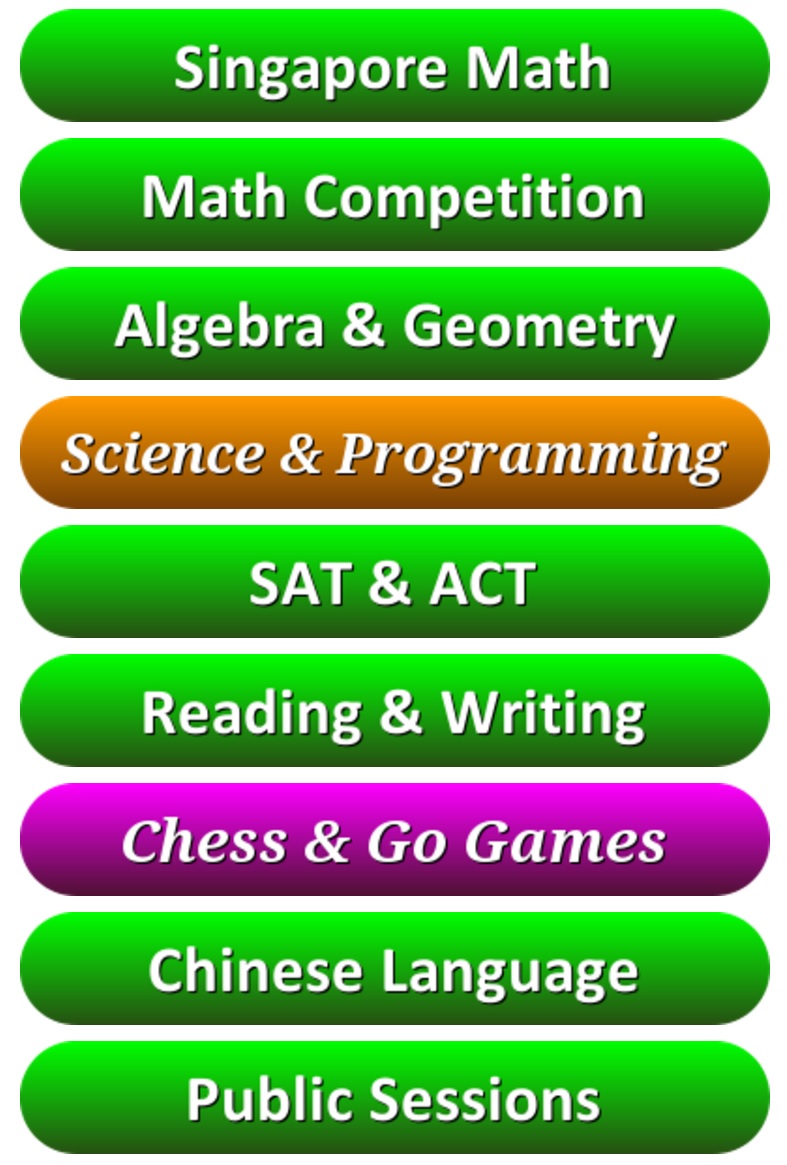 Singapore Math
Math Competition
Algebra & Geometry
Science & Programming
SAT & ACT
Reading & Writing
Chess & Go Games
Chinese Language
Public Sessions